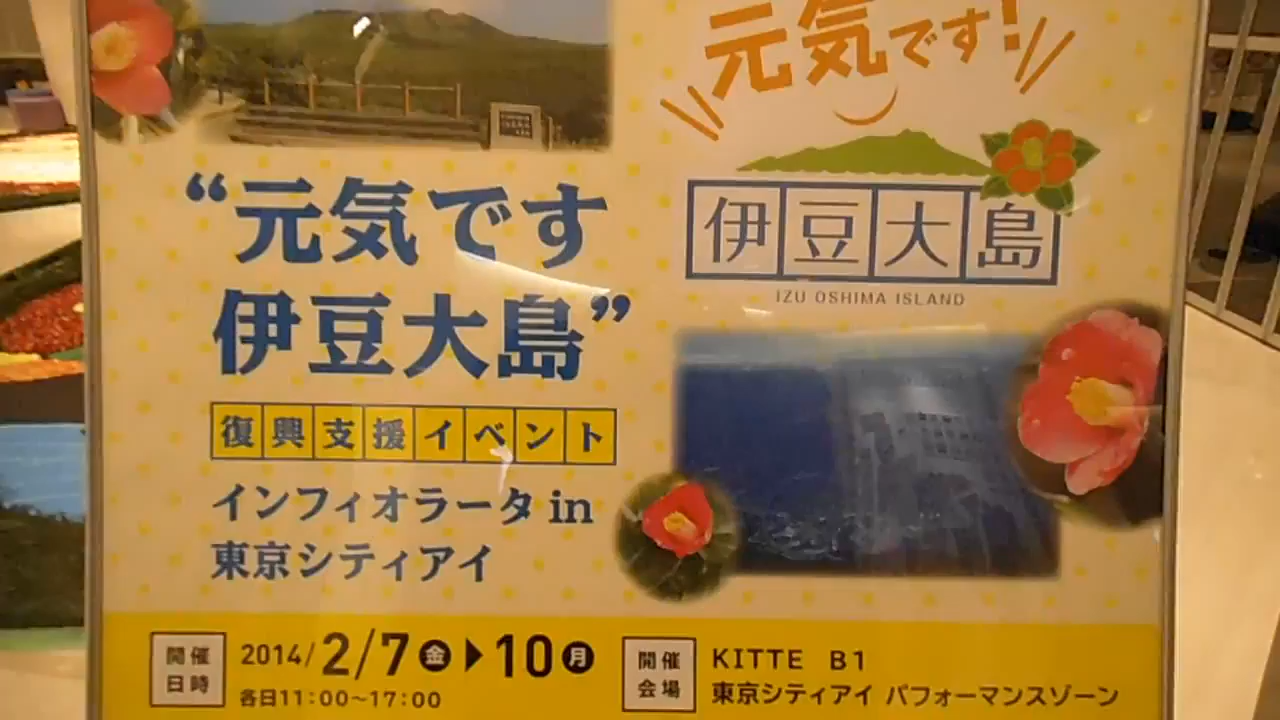 元気です!
伊豆大島
IZU OSHIMA ISLAND
“元気です
伊豆大島”
復興支援イベント
インフィオラータ in
東京シティアイ
開催日時
2014/2/7金▶10月
各日11:00～17:00
開催会場
KITTE B1
東京シティアイ パフォーマンスゾーン